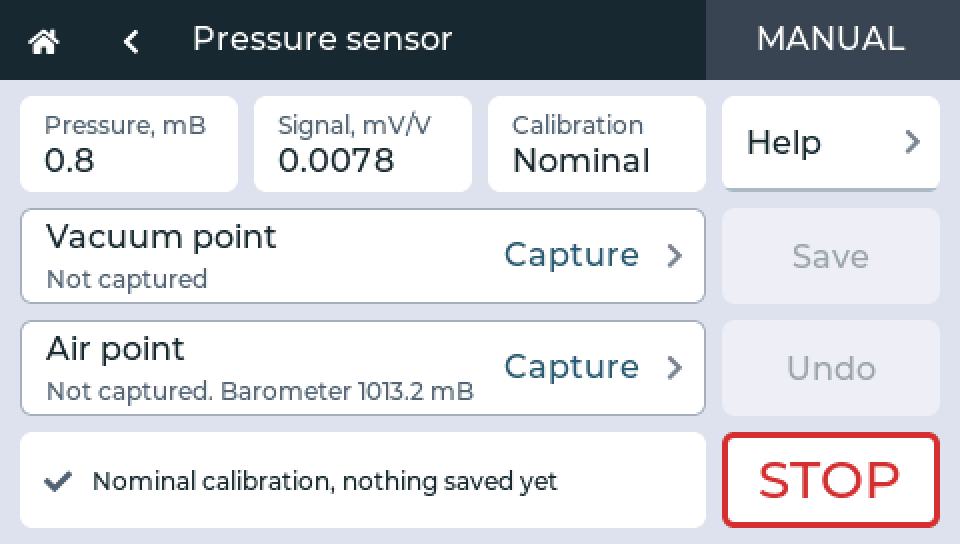 Pressure sensor
MANUAL
Pressure, mB
0.8
Signal, mV/V
0.0078
Calibration
Nominal
Help
Vacuum point
Not captured
Capture
Save
Air point
Not captured. Barometer 1013.2 mB
Capture
Undo
Nominal calibration, nothing saved yet
STOP